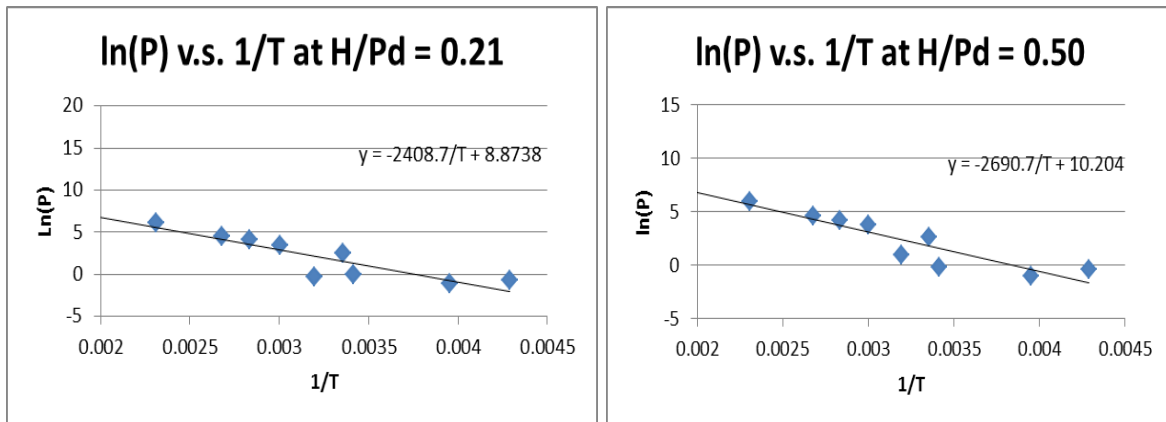 ln(P) v.s. 1/T at H/Pd = 0.21
20
15
10
5
0
-5
Ln(P)
y = -2408.7/T + 8.8738
0.002 0.0025 0.003 0.0035 0.004 0.0045
1/T
ln(P) v.s. 1/T at H/Pd = 0.50
15
10
5
0
-5
ln(P)
y = -2690.7/T + 10.204
0.002 0.0025 0.003 0.0035 0.004 0.0045
1/T